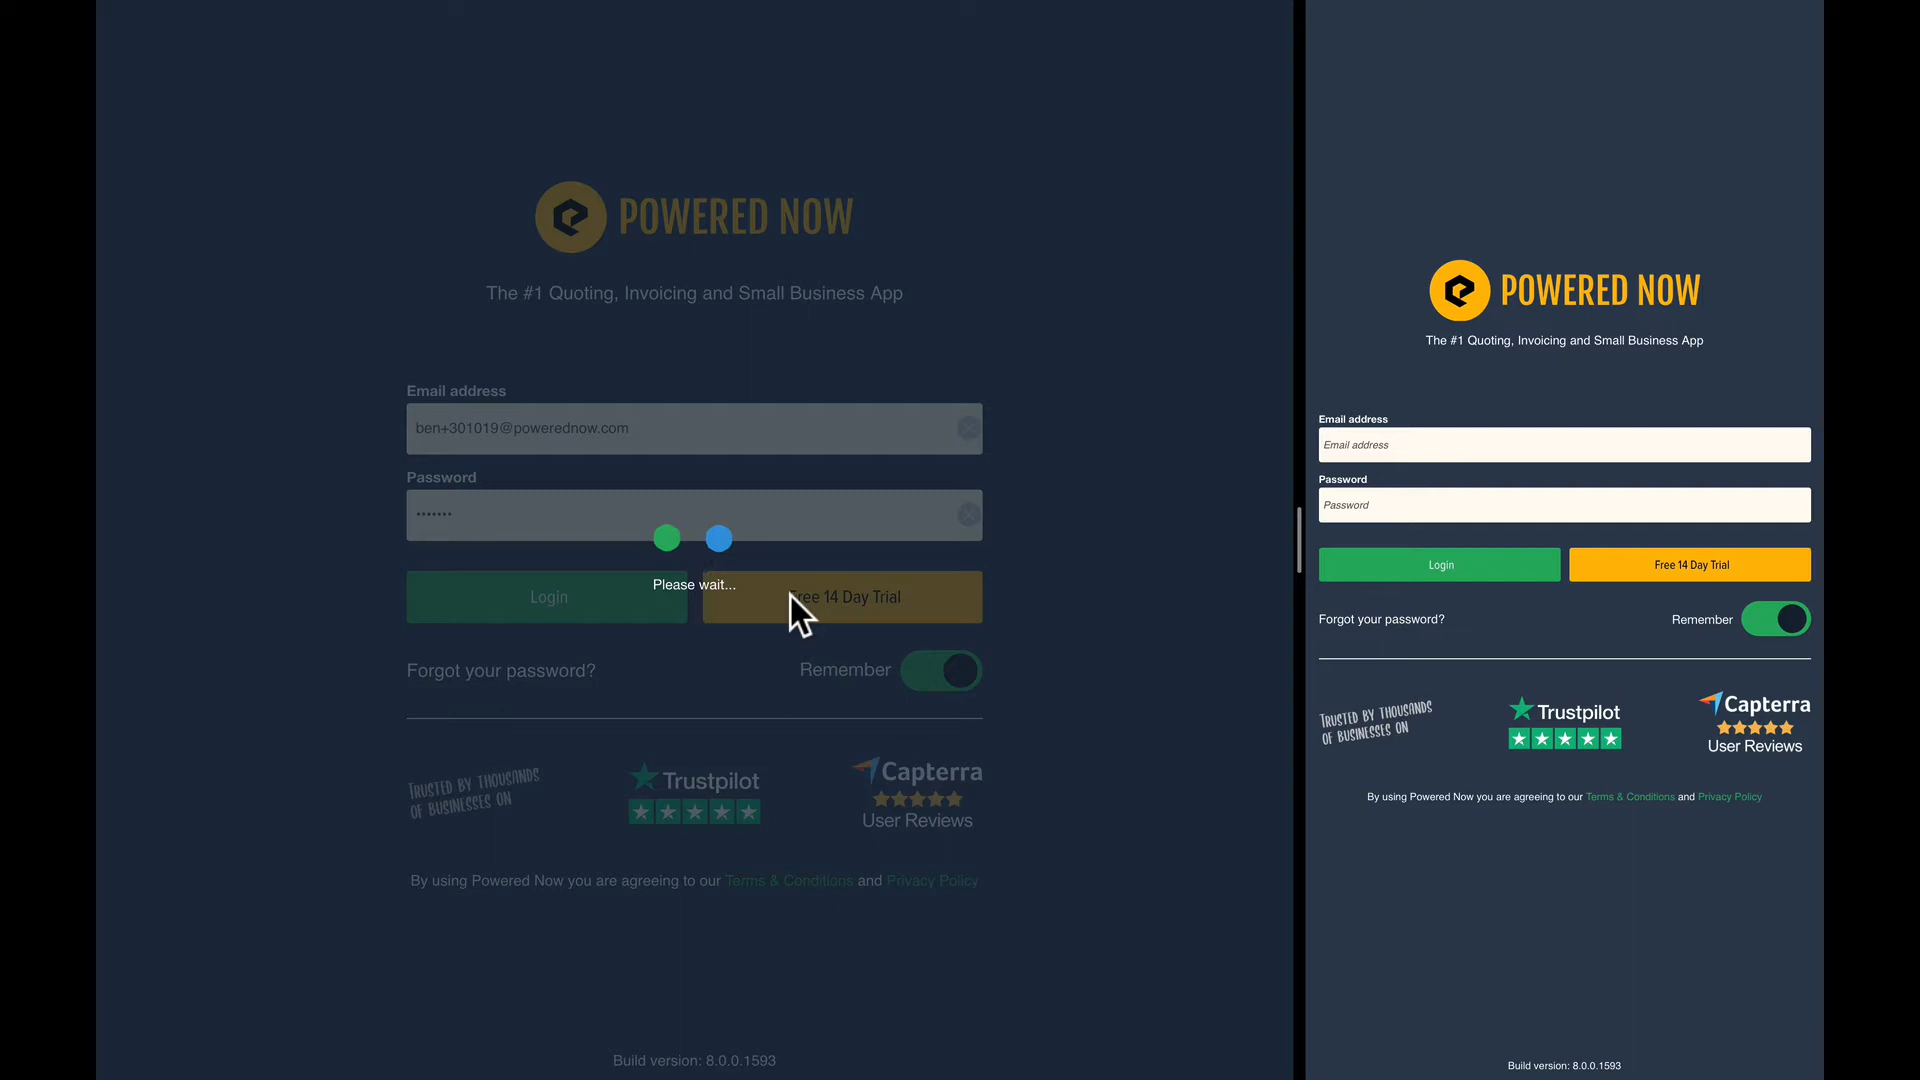 POWERED NOW
The #1 Quoting, Invoicing and Small Business App
Email address
ben+301019@powerednow.com
Password
•••••••
Please wait...
Login
Free 14 Day Trial
Forgot your password?
Remember
TRUSTED BY THOUSANDS
OF BUSINESSES ON
Trustpilot
Capterra
User Reviews
By using Powered Now you are agreeing to our Terms & Conditions and Privacy Policy
Build version: 8.0.0.1593
POWERED NOW
The #1 Quoting, Invoicing and Small Business App
Email address
Email address
Password
Password
Login
Free 14 Day Trial
Forgot your password?
Remember
TRUSTED BY THOUSANDS
OF BUSINESSES ON
Trustpilot
Capterra
User Reviews
By using Powered Now you are agreeing to our Terms & Conditions and Privacy Policy
Build version: 8.0.0.1593